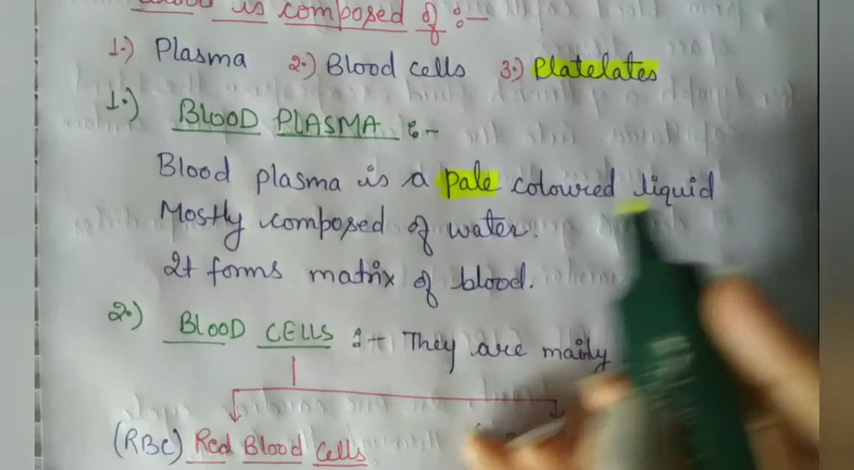 is composed of :-
1.) Plasma 2.) Blood cells 3.) Platelates
1.) BLOOD PLASMA :-
Blood plasma is a pale coloured liquid
Mostly composed of water.
It forms matrix of blood.
2.) BLOOD CELLS :- They are maily
(RBC) Red Blood Cells